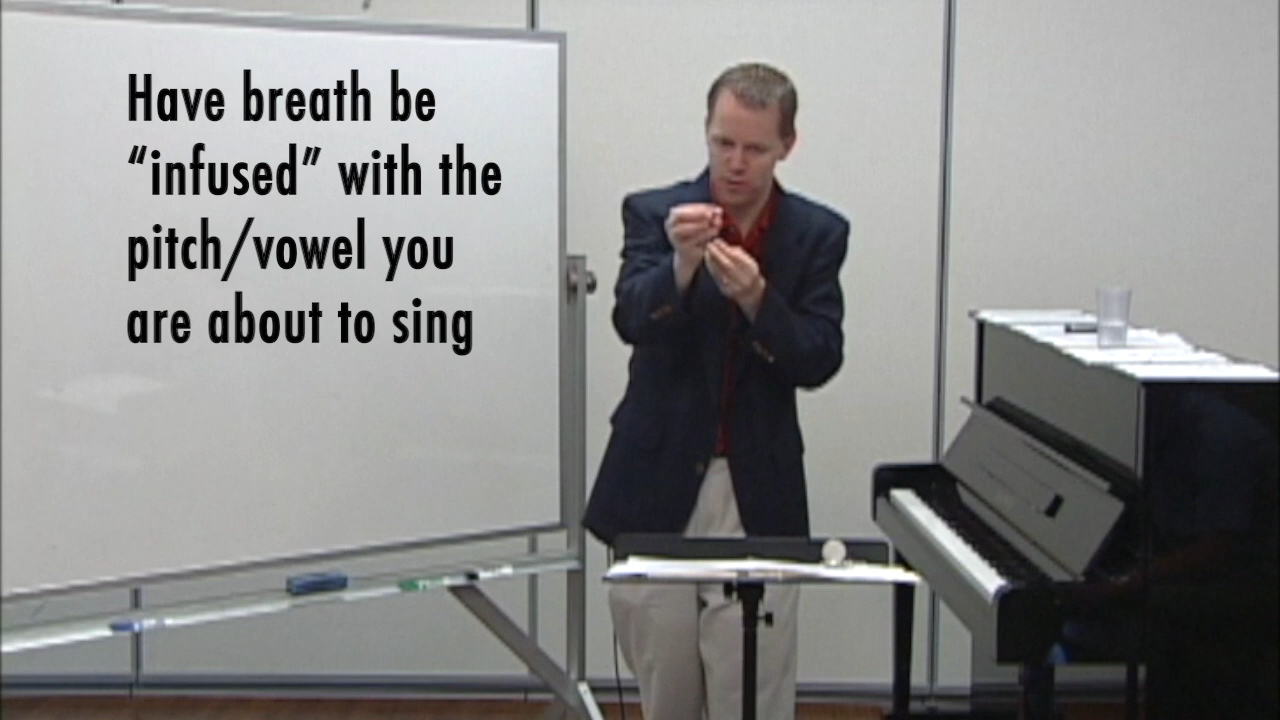 Have breath be
“infused” with the
pitch/vowel you
are about to sing